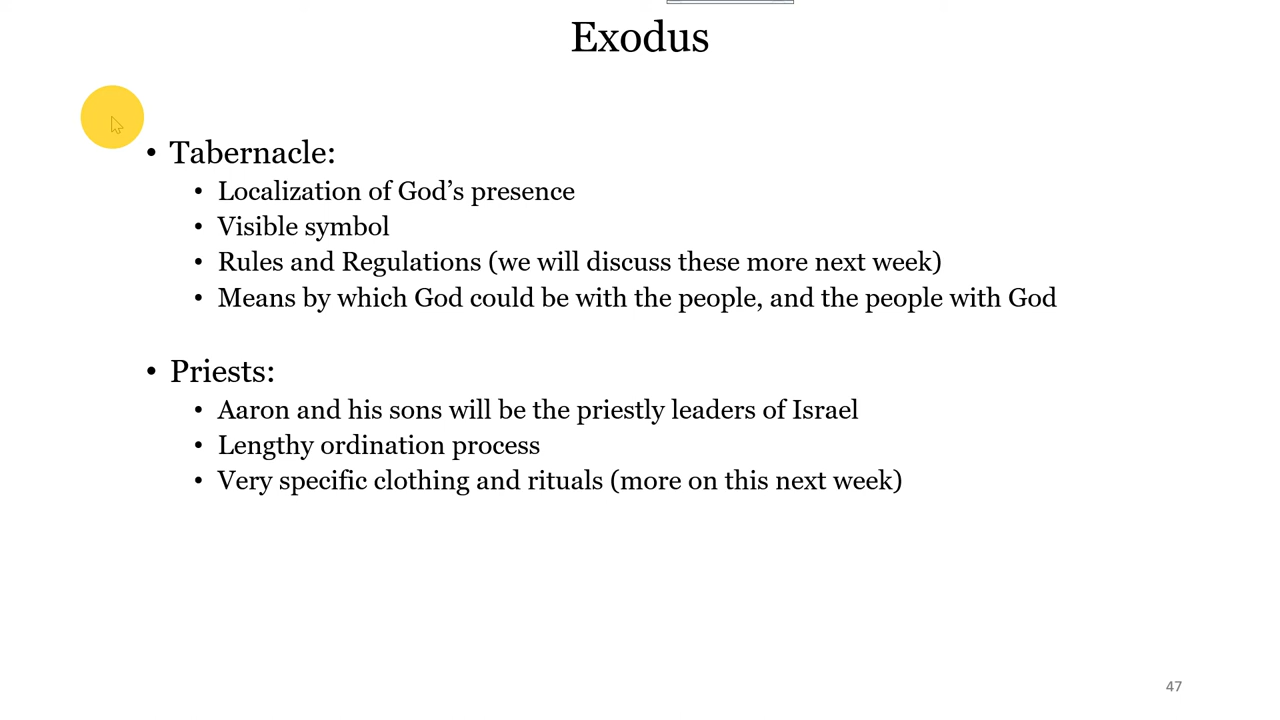 Exodus
• Tabernacle:
• Localization of God’s presence
• Visible symbol
• Rules and Regulations (we will discuss these more next week)
• Means by which God could be with the people, and the people with God
• Priests:
• Aaron and his sons will be the priestly leaders of Israel
• Lengthy ordination process
• Very specific clothing and rituals (more on this next week)
47